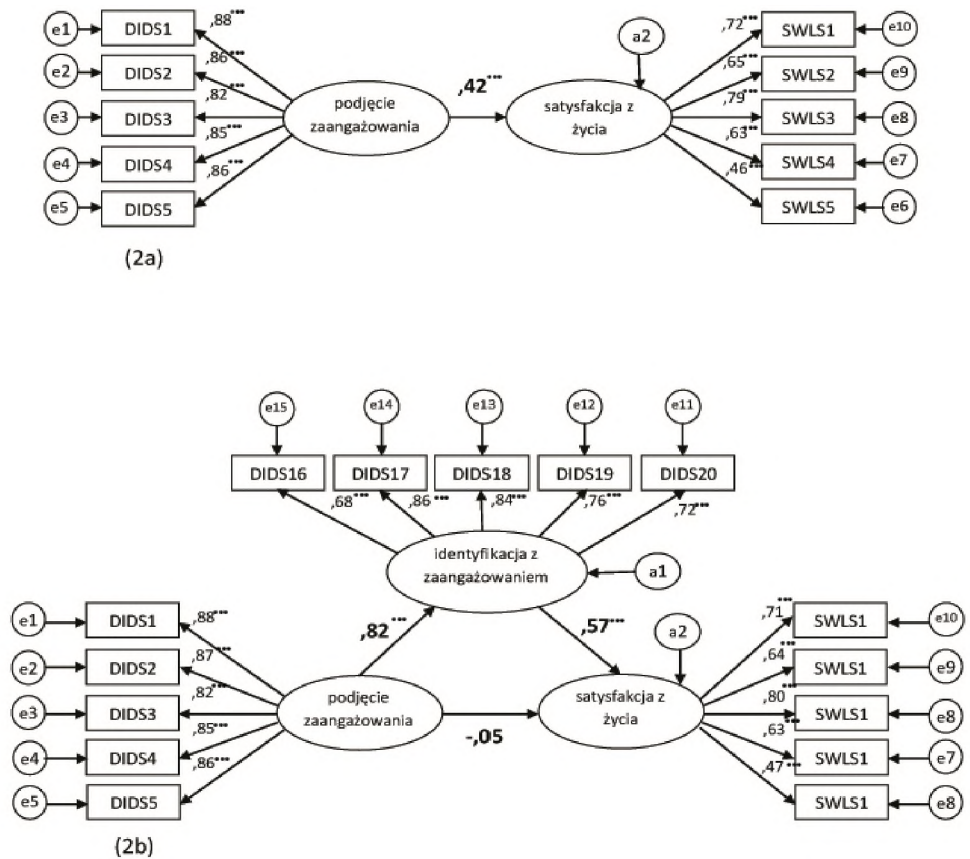 e1
DIDS1
,88***
e2
DIDS2
,86***
e3
DIDS3
,82***
e4
DIDS4
,85***
e5
DIDS5
,86***
podjęcie
zaangażowania
,42***
a2
satysfakcja z
życia
,72***
SWLS1
e10
,65***
SWLS2
e9
,79***
SWLS3
e8
,63***
SWLS4
e7
,46***
SWLS5
e6
(2a)
e15
e14
e13
e12
e11
DIDS16
DIDS17
DIDS18
DIDS19
DIDS20
,68***
,86***
,84***
,76***
,72***
identyfikacja z
zaangażowaniem
a1
e1
DIDS1
,88***
e2
DIDS2
,87***
e3
DIDS3
,82***
e4
DIDS4
,85***
e5
DIDS5
,86***
podjęcie
zaangażowania
,82***
,57***
-,05
a2
satysfakcja z
życia
,71***
SWLS1
e10
,64***
SWLS1
e9
,80***
SWLS1
e8
,63***
SWLS1
e7
,47***
SWLS1
e8
(2b)